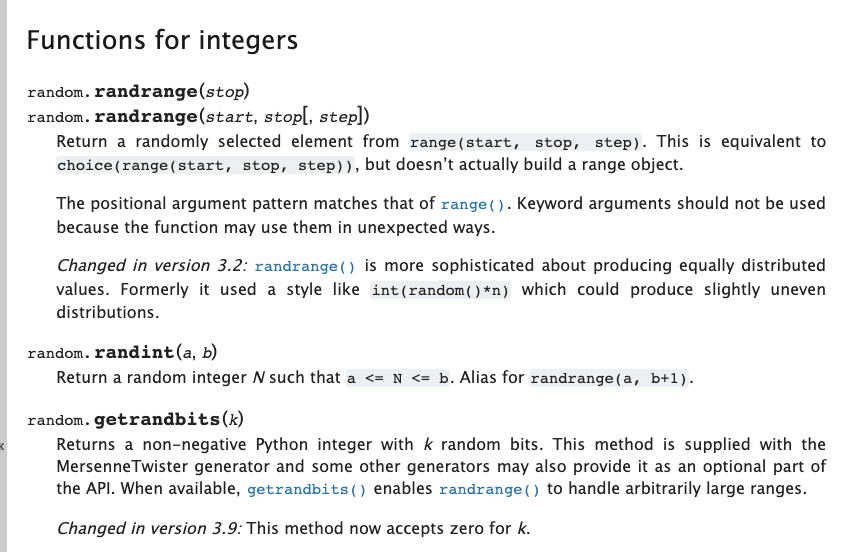 Functions for integers
random.randrange(stop)
random.randrange(start, stop[, step])
Return a randomly selected element from range(start, stop, step). This is equivalent to
choice(range(start, stop, step)), but doesn’t actually build a range object.
The positional argument pattern matches that of range(). Keyword arguments should not be used
because the function may use them in unexpected ways.
Changed in version 3.2: randrange() is more sophisticated about producing equally distributed
values. Formerly it used a style like int(random()*n) which could produce slightly uneven
distributions.
random.randint(a, b)
Return a random integer N such that a <= N <= b. Alias for randrange(a, b+1).
random.getrandbits(k)
Returns a non-negative Python integer with k random bits. This method is supplied with the
MersenneTwister generator and some other generators may also provide it as an optional part of
the API. When available, getrandbits() enables randrange() to handle arbitrarily large ranges.
Changed in version 3.9: This method now accepts zero for k.